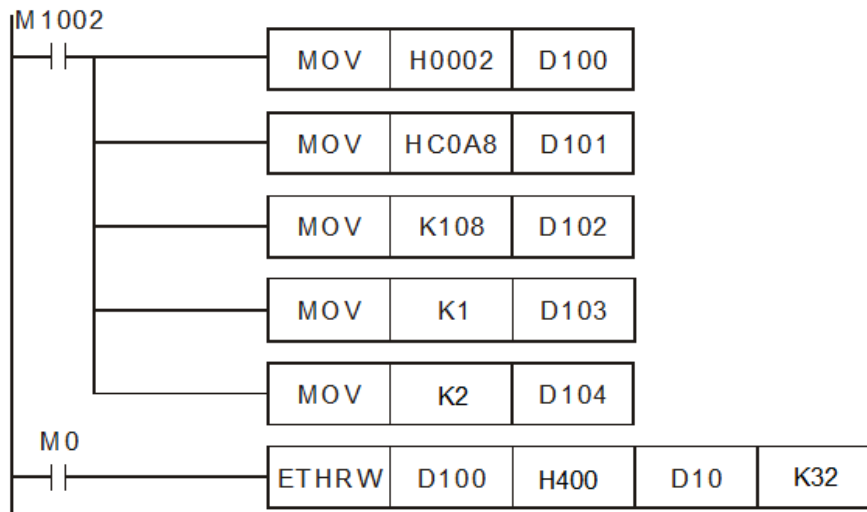 M1002
MOV H0002 D100
MOV HC0A8 D101
MOV K108 D102
MOV K1 D103
MOV K2 D104
M0
ETHRW D100 H400 D10 K32